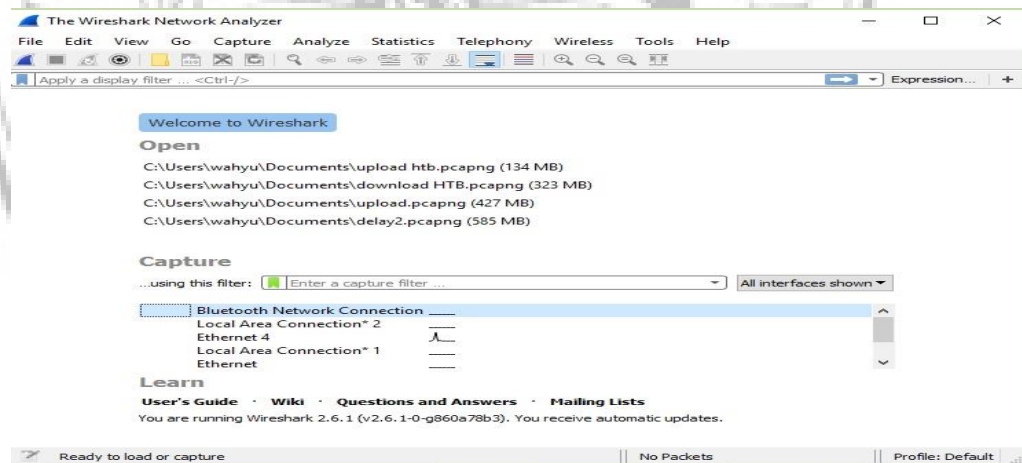 The Wireshark Network Analyzer
File Edit View Go Capture Analyze Statistics Telephony Wireless Tools Help
Apply a display filter ... <Ctrl-/> Expression... +
Welcome to Wireshark
Open
C:\Users\wahyu\Documents\upload htb.pcapng (134 MB)
C:\Users\wahyu\Documents\download HTB.pcapng (323 MB)
C:\Users\wahyu\Documents\upload.pcapng (427 MB)
C:\Users\wahyu\Documents\delay2.pcapng (585 MB)
Capture
...using this filter: Enter a capture filter ... All interfaces shown
Bluetooth Network Connection
Local Area Connection* 2
Ethernet 4
Local Area Connection* 1
Ethernet
Learn
User's Guide · Wiki · Questions and Answers · Mailing Lists
You are running Wireshark 2.6.1 (v2.6.1-0-g860a78b3). You receive automatic updates.
Ready to load or capture No Packets Profile: Default